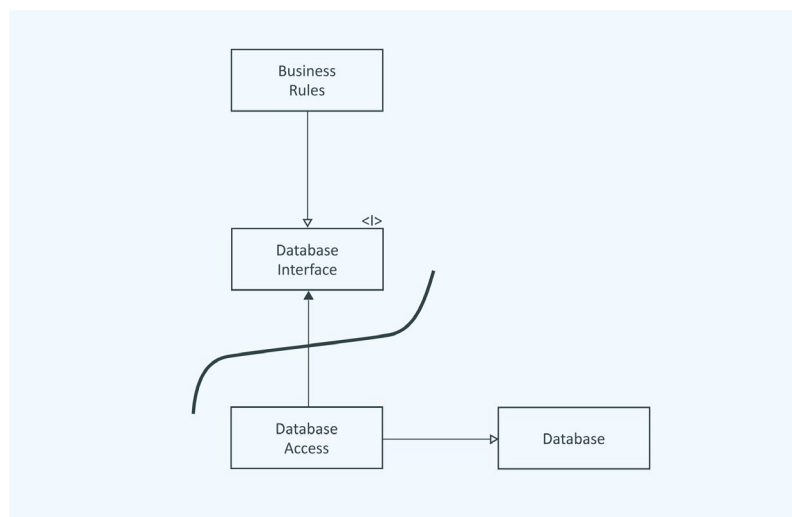 Business
Rules
<I>
Database
Interface
Database
Access
Database